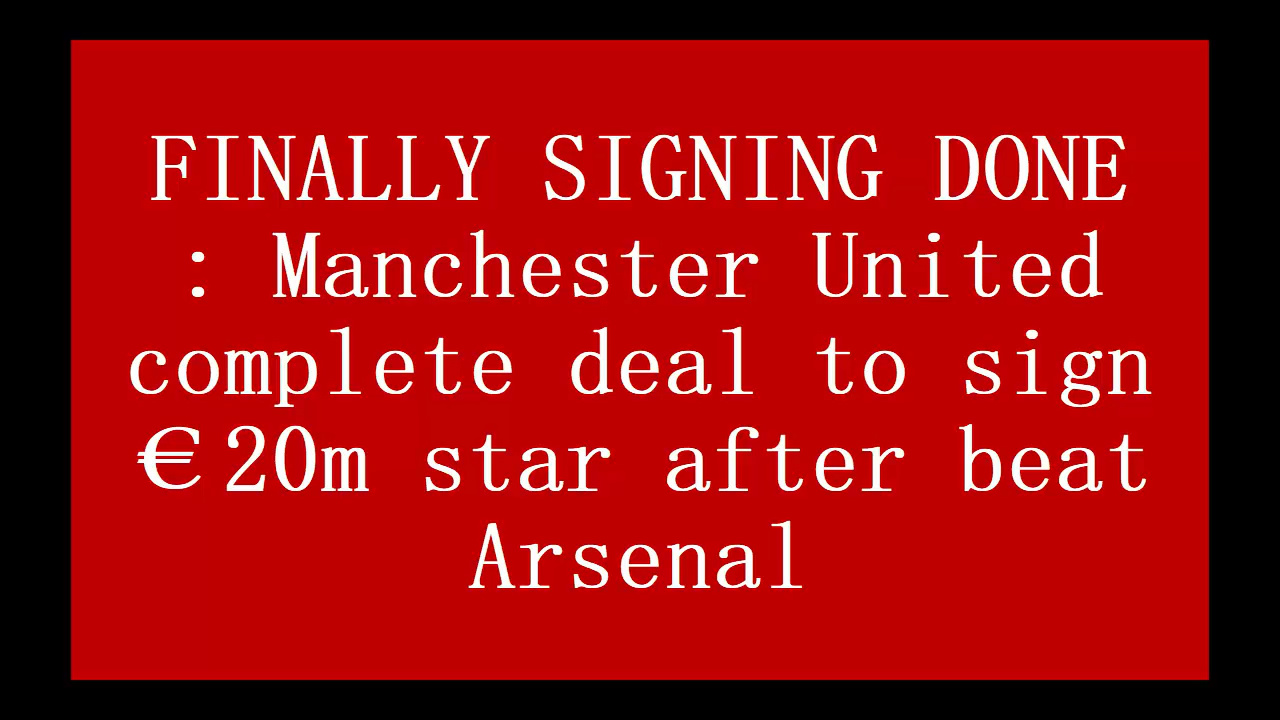 FINALLY SIGNING DONE
: Manchester United
complete deal to sign
€20m star after beat
Arsenal